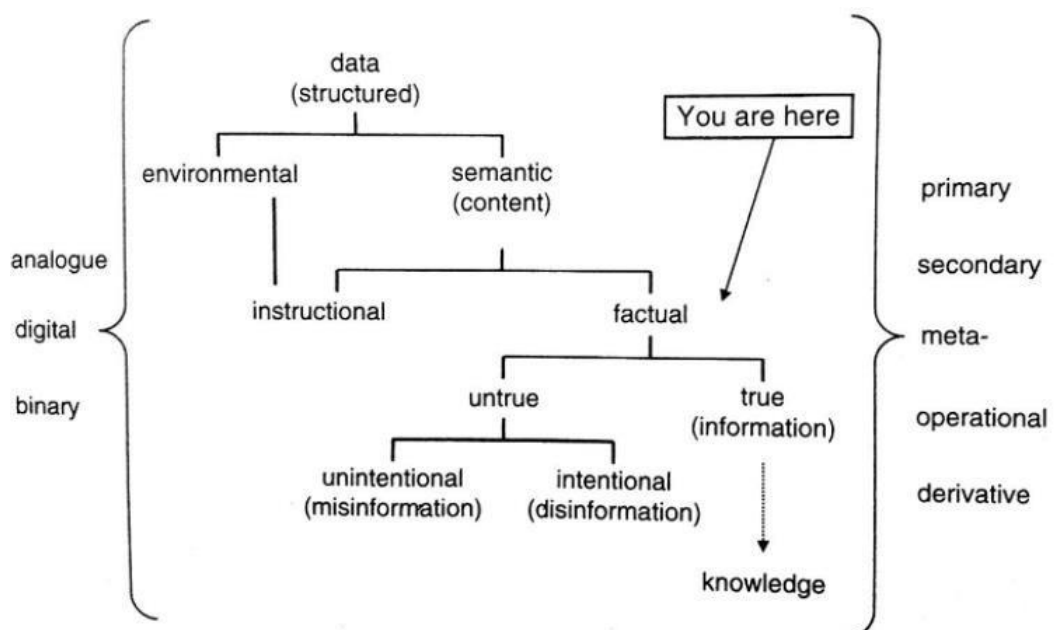 data
(structured)
You are here
environmental
semantic
(content)
primary
analogue
secondary
instructional
factual
digital
meta-
untrue
true
(information)
binary
operational
unintentional
(misinformation)
intentional
(disinformation)
derivative
knowledge